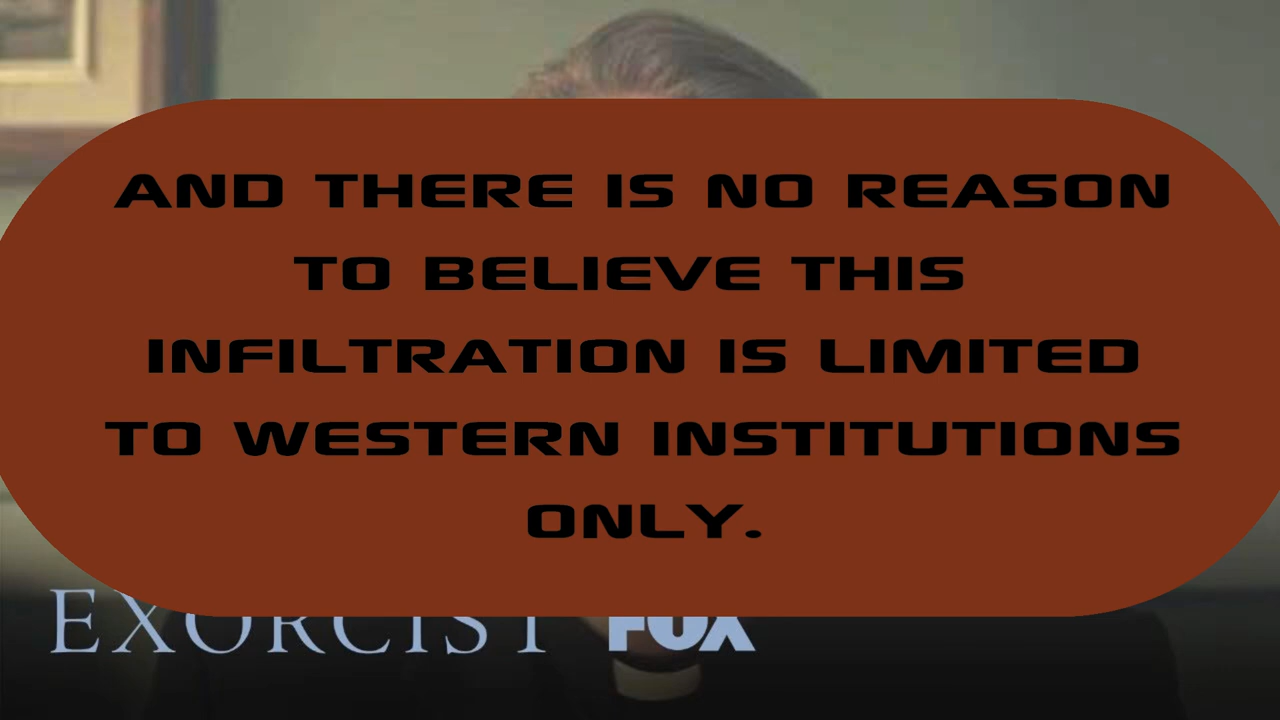 AND THERE IS NO REASON
TO BELIEVE THIS
INFILTRATION IS LIMITED
TO WESTERN INSTITUTIONS
ONLY.
EXORCIST FOX